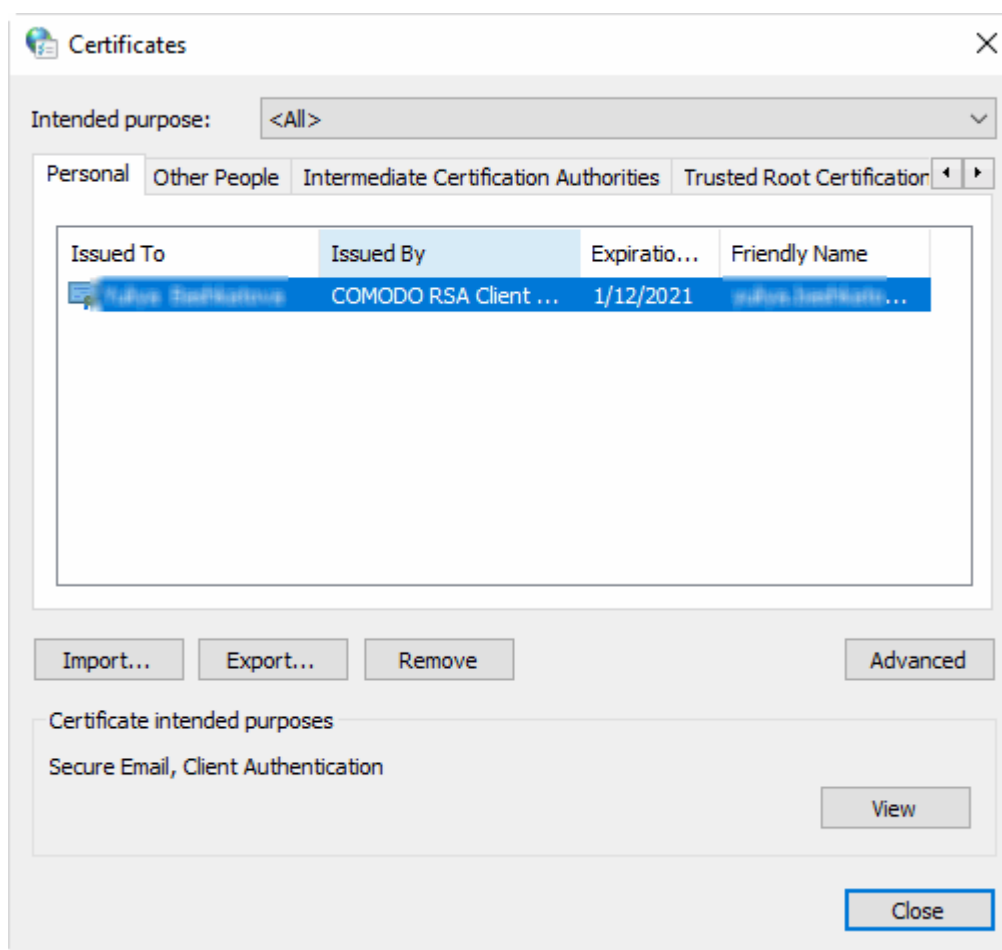 Certificates
Intended purpose: <All>
Personal Other People Intermediate Certification Authorities Trusted Root Certification
Issued To Issued By Expiratio... Friendly Name
COMODO RSA Client ... 1/12/2021 ...
Import... Export... Remove Advanced
Certificate intended purposes
Secure Email, Client Authentication
View
Close